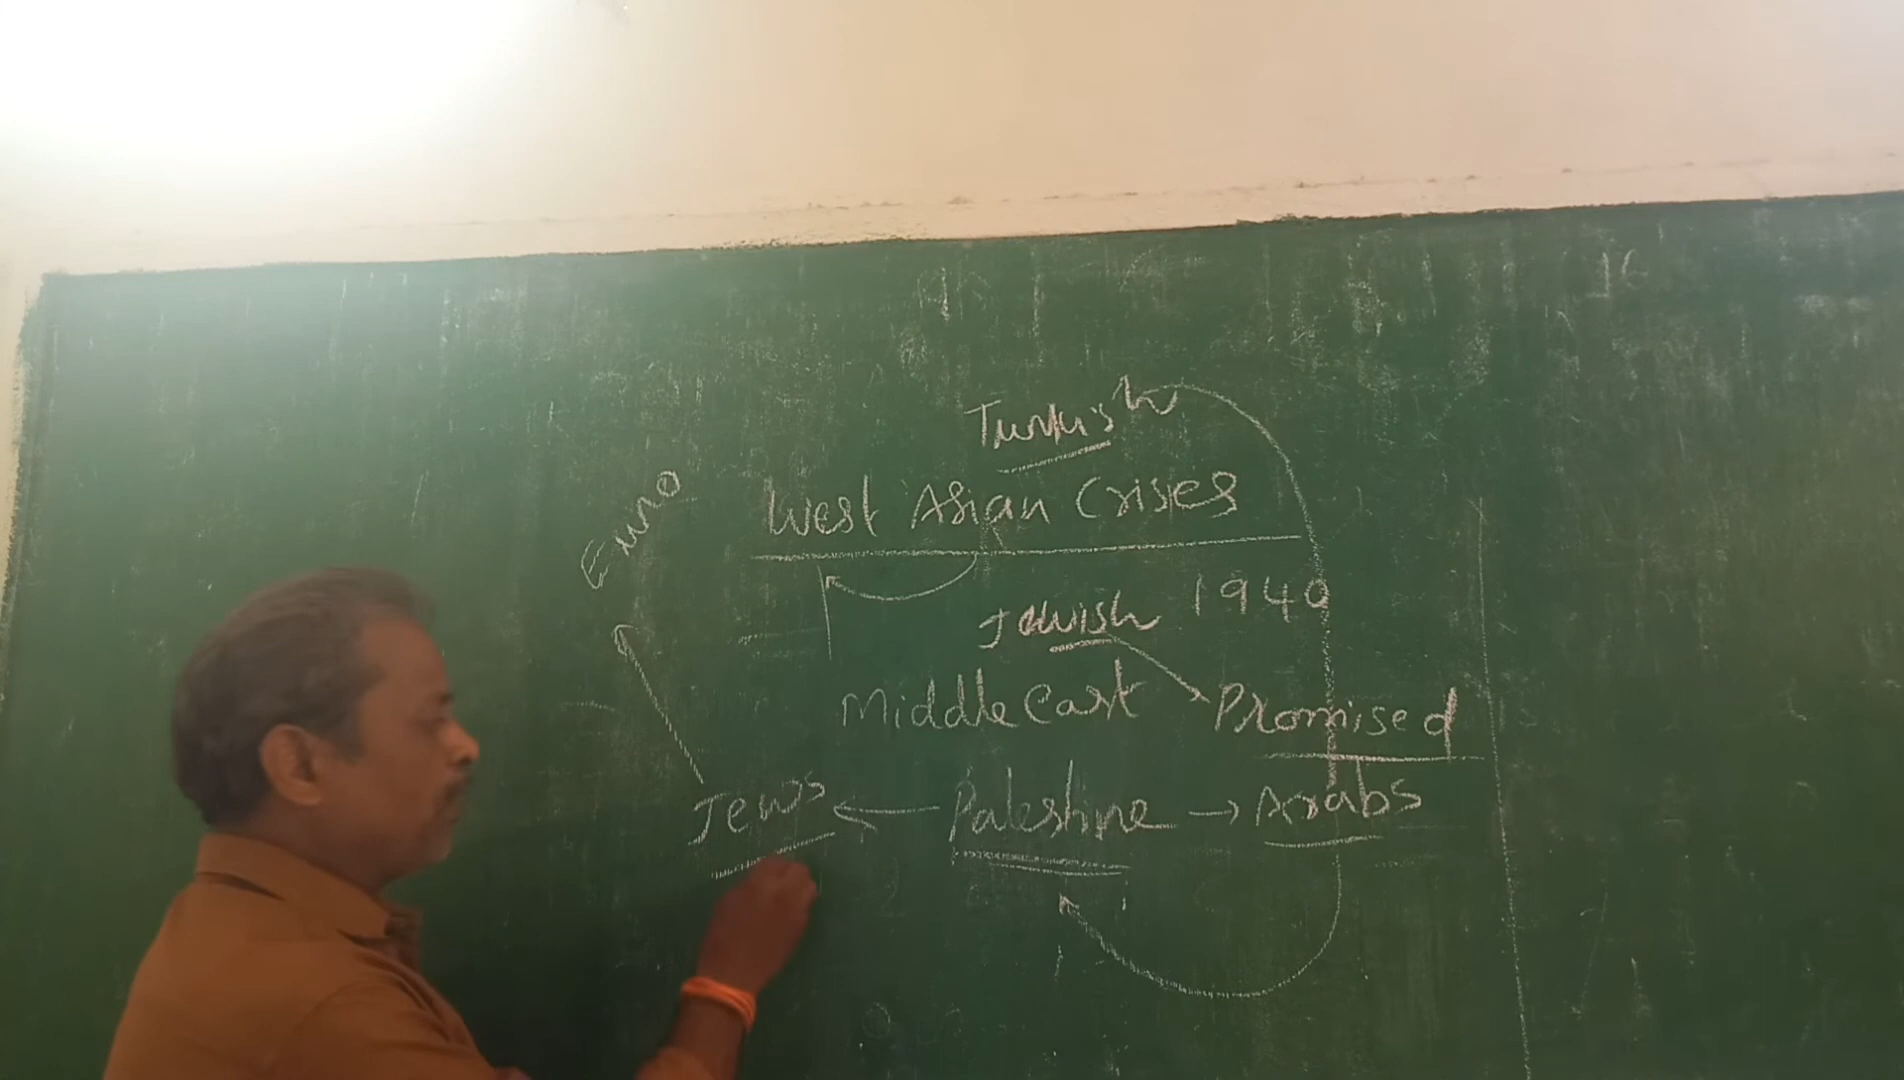 Turkish
Euro
West Asian Crises
Jewish 1940
Middle East Promised
Jews ← Palestine → Arabs